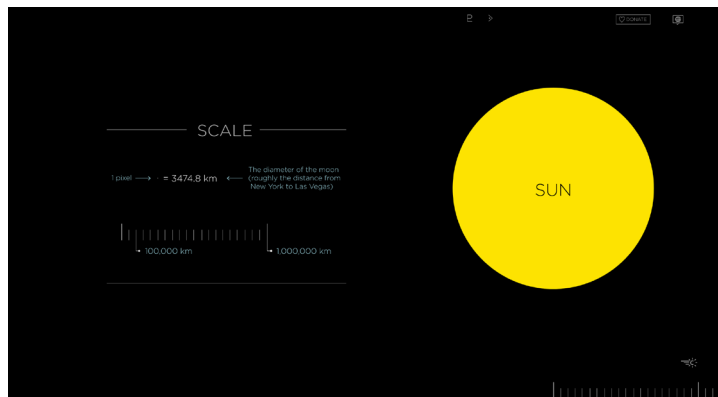 DONATE
SCALE
1 pixel = 3474.8 km
The diameter of the moon
(roughly the distance from
New York to Las Vegas)
100,000 km
1,000,000 km
SUN